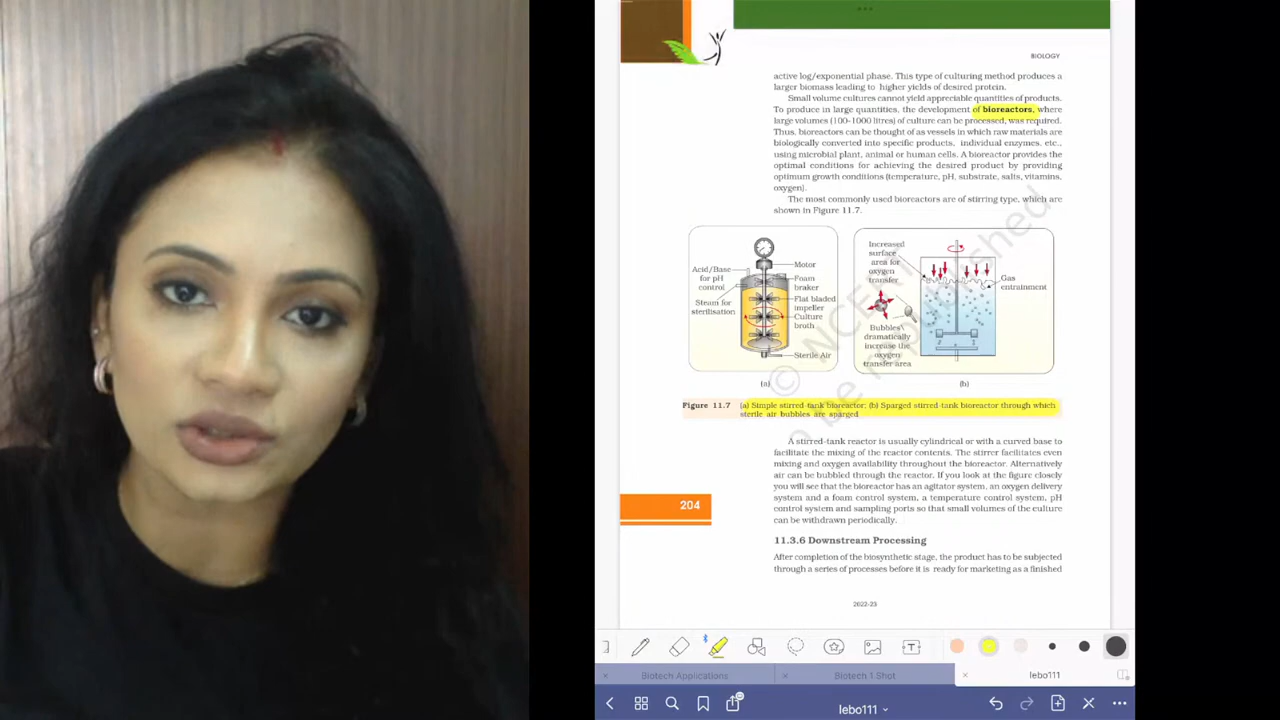 BIOLOGY
active log/exponential phase. This type of culturing method produces a
larger biomass leading to higher yields of desired protein.
Small volume cultures cannot yield appreciable quantities of products.
To produce in large quantities, the development of bioreactors, where
large volumes (100-1000 litres) of culture can be processed, was required.
Thus, bioreactors can be thought of as vessels in which raw materials are
biologically converted into specific products, individual enzymes, etc.,
using microbial plant, animal or human cells. A bioreactor provides the
optimal conditions for achieving the desired product by providing
optimum growth conditions (temperature, pH, substrate, salts, vitamins,
oxygen).
The most commonly used bioreactors are of stirring type, which are
shown in Figure 11.7.
Acid/Base
for pH
control
Steam for
sterilisation
Motor
Foam
braker
Flat bladed
impeller
Culture
broth
Sterile Air
(a)
Increased
surface
area for
oxygen
transfer
Bubbles\
dramatically
increase the
oxygen
transfer area
Gas
entrainment
(b)
© NCERT
o be republished
Figure 11.7 (a) Simple stirred-tank bioreactor; (b) Sparged stirred-tank bioreactor through which
sterile air bubbles are sparged
A stirred-tank reactor is usually cylindrical or with a curved base to
facilitate the mixing of the reactor contents. The stirrer facilitates even
mixing and oxygen availability throughout the bioreactor. Alternatively
air can be bubbled through the reactor. If you look at the figure closely
you will see that the bioreactor has an agitator system, an oxygen delivery
system and a foam control system, a temperature control system, pH
control system and sampling ports so that small volumes of the culture
can be withdrawn periodically.
204
11.3.6 Downstream Processing
After completion of the biosynthetic stage, the product has to be subjected
through a series of processes before it is ready for marketing as a finished
2022-23
T
Biotech Applications
Biotech 1 Shot
lebo111
lebo111